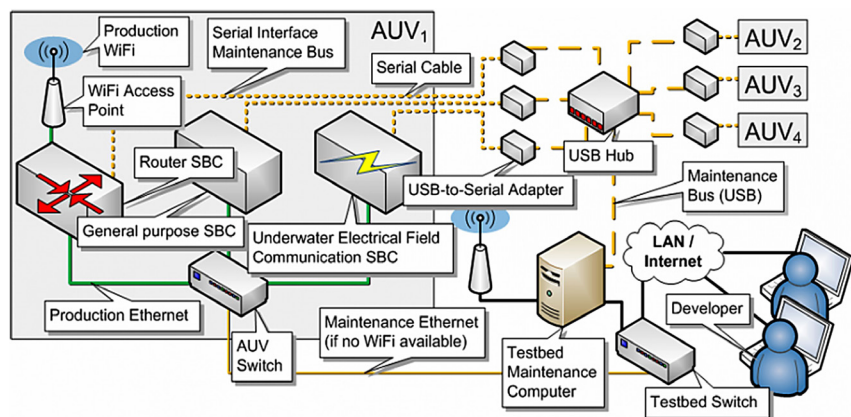 Production
WiFi
Serial Interface
Maintenance Bus
AUV1
WiFi Access
Point
Serial Cable
AUV2
AUV3
AUV4
Router SBC
USB Hub
USB-to-Serial Adapter
Maintenance
Bus (USB)
General purpose SBC
Underwater Electrical Field
Communication SBC
LAN /
Internet
Production Ethernet
Maintenance Ethernet
(if no WiFi available)
Developer
AUV
Switch
Testbed
Maintenance
Computer
Testbed Switch